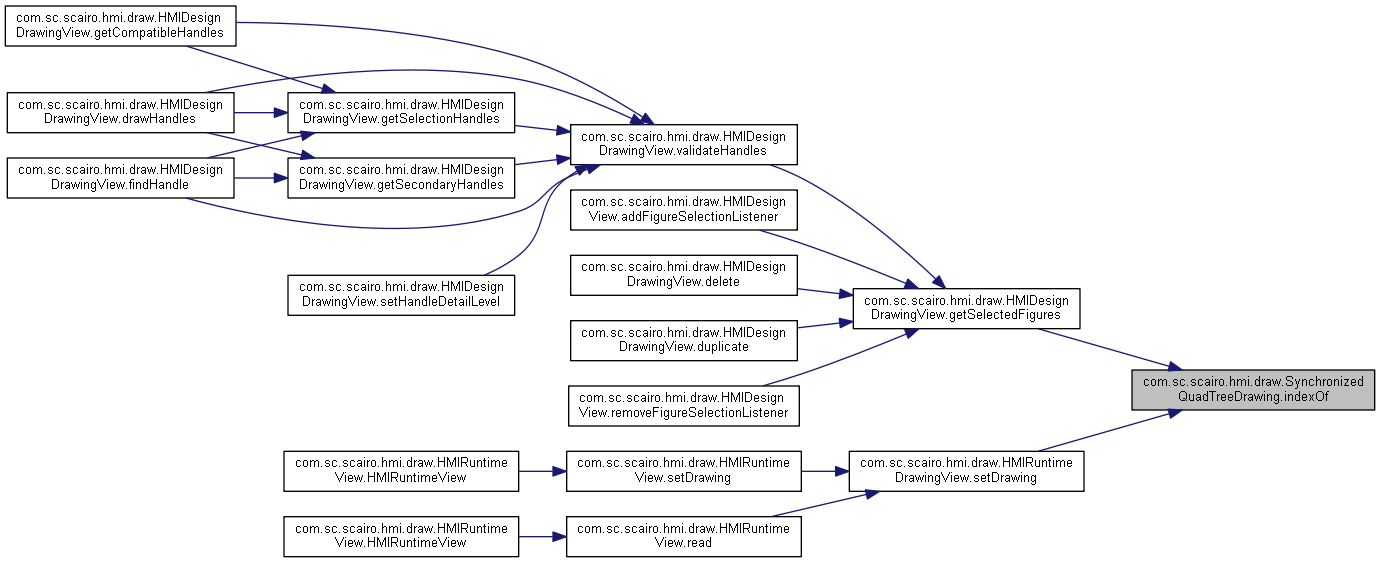 com.sc.scairo.hmi.draw.HMIDesign
DrawingView.getCompatibleHandles
com.sc.scairo.hmi.draw.HMIDesign
DrawingView.drawHandles
com.sc.scairo.hmi.draw.HMIDesign
DrawingView.findHandle
com.sc.scairo.hmi.draw.HMIDesign
DrawingView.getSelectionHandles
com.sc.scairo.hmi.draw.HMIDesign
DrawingView.getSecondaryHandles
com.sc.scairo.hmi.draw.HMIDesign
DrawingView.setHandleDetailLevel
com.sc.scairo.hmi.draw.HMIRuntime
View.HMIRuntimeView
com.sc.scairo.hmi.draw.HMIRuntime
View.HMIRuntimeView
com.sc.scairo.hmi.draw.HMIDesign
DrawingView.validateHandles
com.sc.scairo.hmi.draw.HMIDesign
View.addFigureSelectionListener
com.sc.scairo.hmi.draw.HMIDesign
DrawingView.delete
com.sc.scairo.hmi.draw.HMIDesign
DrawingView.duplicate
com.sc.scairo.hmi.draw.HMIDesign
View.removeFigureSelectionListener
com.sc.scairo.hmi.draw.HMIRuntime
View.setDrawing
com.sc.scairo.hmi.draw.HMIRuntime
View.read
com.sc.scairo.hmi.draw.HMIDesign
DrawingView.getSelectedFigures
com.sc.scairo.hmi.draw.HMIRuntime
DrawingView.setDrawing
com.sc.scairo.hmi.draw.Synchronized
QuadTreeDrawing.indexOf